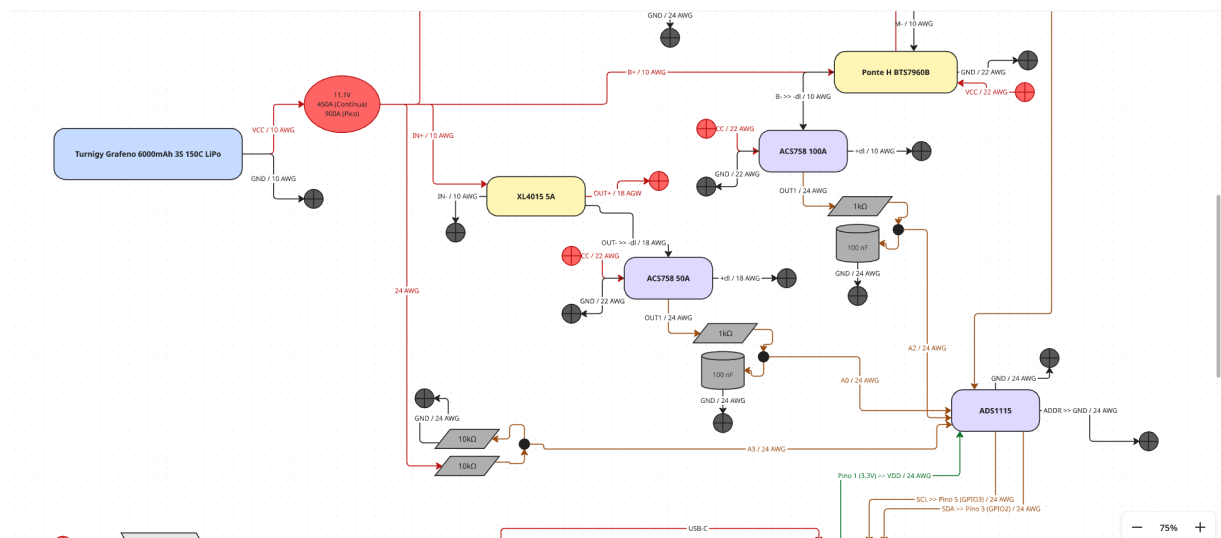 GND / 24 AWG
M- / 10 AWG
B+ / 10 AWG
Ponte H BTS7960B
GND / 22 AWG
VCC / 22 AWG
11.1V
450A (Contínua)
900A (Pico)
B- >> -dl / 10 AWG
VCC / 10 AWG
IN+ / 10 AWG
CC / 22 AWG
Turnigy Grafeno 6000mAh 3S 150C LiPo
ACS758 100A
+dl / 10 AWG
GND / 10 AWG
GND / 22 AWG
OUT1 / 24 AWG
IN- / 10 AWG
XL4015 5A
OUT+ / 18 AGW
1kΩ
OUT- >> -dl / 18 AWG
100 nF
CC / 22 AWG
GND / 24 AWG
ACS758 50A
+dl / 18 AWG
24 AWG
GND / 22 AWG
OUT1 / 24 AWG
1kΩ
A2 / 24 AWG
100 nF
A0 / 24 AWG
GND / 24 AWG
GND / 24 AWG
ADS1115
ADDR >> GND / 24 AWG
GND / 24 AWG
10kΩ
A3 / 24 AWG
10kΩ
Pino 1 (3.3V) >> VDD / 24 AWG
SCL >> Pino 5 (GPIO3) / 24 AWG
SDA >> Pino 3 (GPIO2) / 24 AWG
USB-C
75%